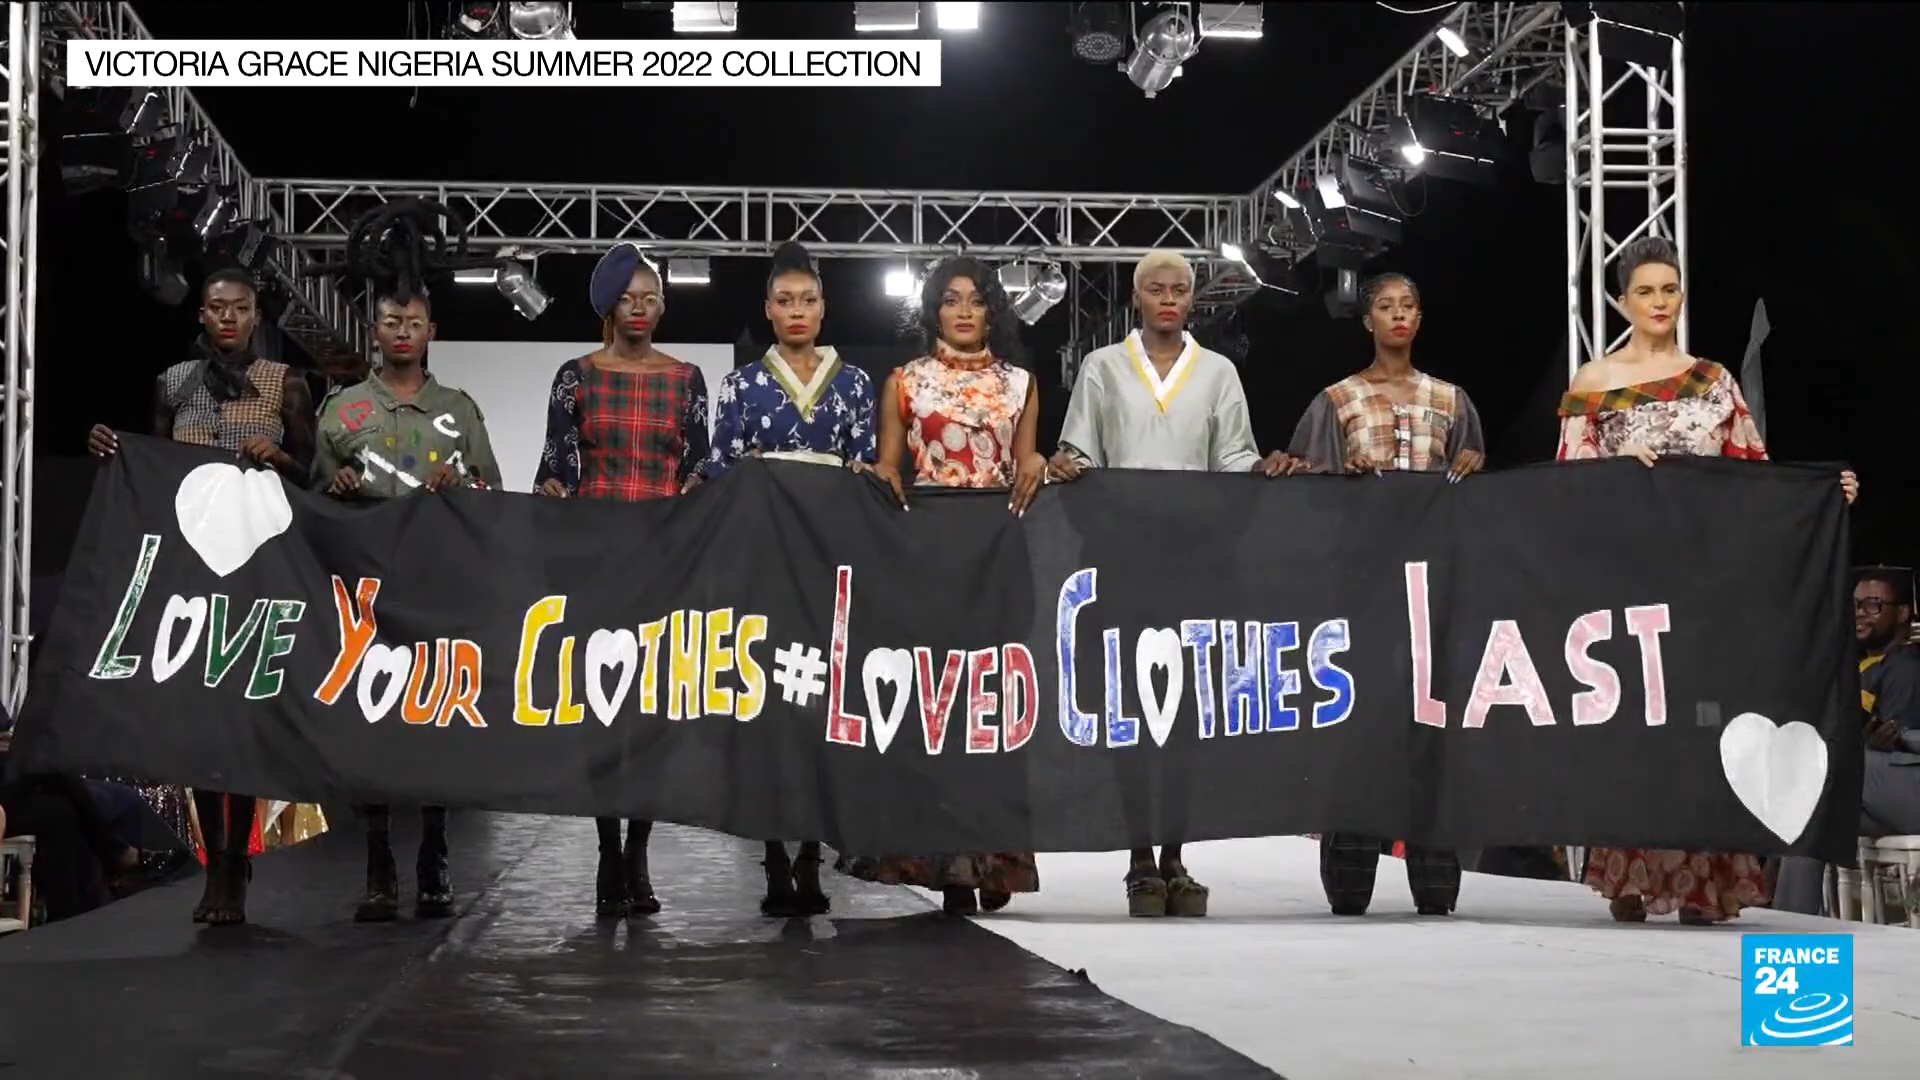 VICTORIA GRACE NIGERIA SUMMER 2022 COLLECTION
LOVE YOUR CLOTHES #LOVED CLOTHES LAST
FRANCE
24